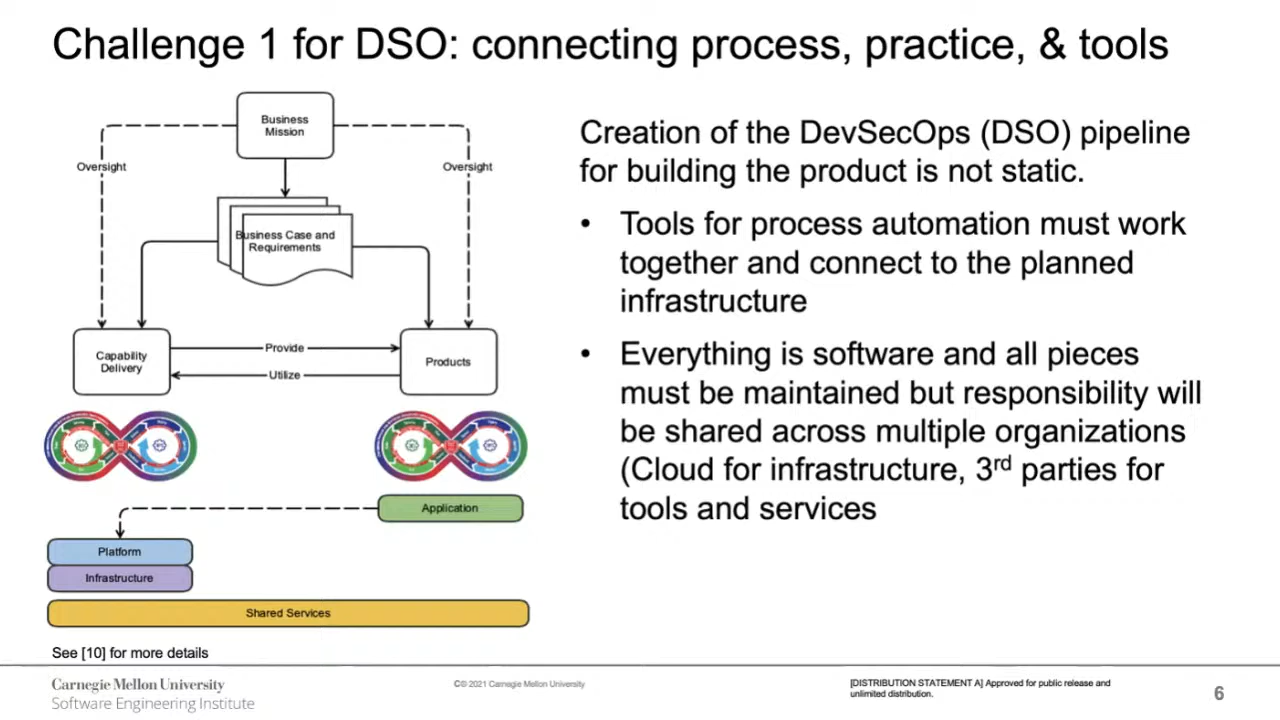 Challenge 1 for DSO: connecting process, practice, & tools
Business
Mission
Oversight
Oversight
Business Case and
Requirements
Capability
Delivery
Provide
Utilize
Products
Application
Platform
Infrastructure
Shared Services
See [10] for more details
Creation of the DevSecOps (DSO) pipeline
for building the product is not static.
• Tools for process automation must work
together and connect to the planned
infrastructure
• Everything is software and all pieces
must be maintained but responsibility will
be shared across multiple organizations
(Cloud for infrastructure, 3rd parties for
tools and services
Carnegie Mellon University
Software Engineering Institute
©© 2021 Carnegie Mellon University
[DISTRIBUTION STATEMENT A] Approved for public release and
unlimited distribution.
6